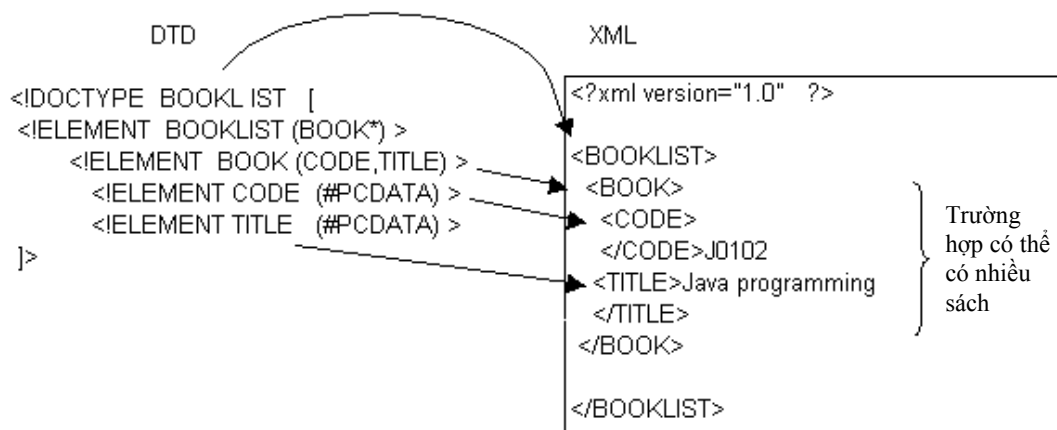 DTD
<!DOCTYPE BOOKL IST [
<!ELEMENT BOOKLIST (BOOK*) >
<!ELEMENT BOOK (CODE,TITLE) >
<!ELEMENT CODE (#PCDATA) >
<!ELEMENT TITLE (#PCDATA) >
]>
XML
<?xml version="1.0" ?>
<BOOKLIST>
<BOOK>
<CODE>
</CODE>J0102
<TITLE>Java programming
</TITLE>
</BOOK>
</BOOKLIST>
Trường
hợp có thể
có nhiều
sách